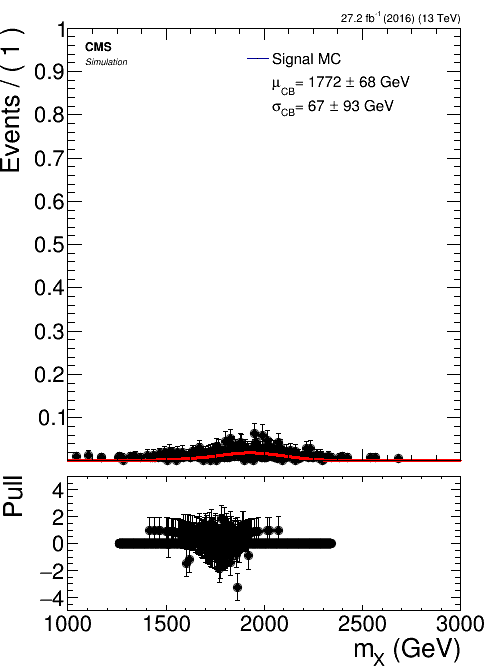 27.2 fb⁻¹ (2016) (13 TeV)
CMS
Simulation
Signal MC
μ_CB = 1772 ± 68 GeV
σ_CB = 67 ± 93 GeV
Events / ( 1 )
1
0.9
0.8
0.7
0.6
0.5
0.4
0.3
0.2
0.1
Pull
4
2
0
−2
−4
1000 1500 2000 2500 3000
m_X (GeV)